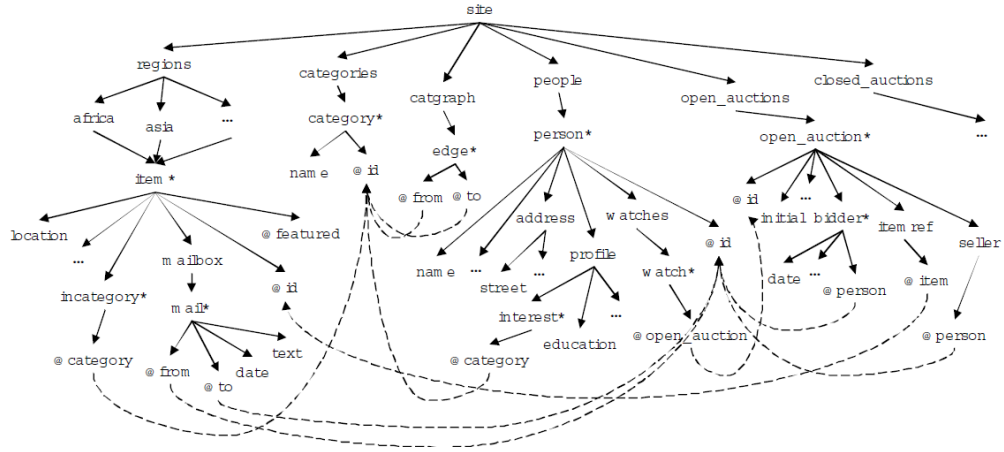 site
regions
categories
catgraph
people
open_auctions
closed_auctions
africa
asia
...
category*
edge*
person*
open_auction*
...
item*
name
@id
@from
@to
location
...
incategory*
mailbox
@id
@featured
address
watches
@id
@id
...
initial
bidder*
itemref
seller
name
...
street
...
profile
watch*
date
...
@person
@item
mail*
interest*
education
...
@open_auction
@person
@category
@from
@to
date
text
@category